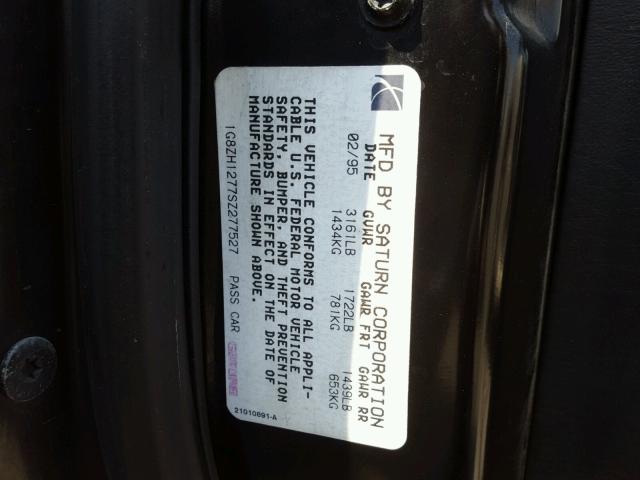 MFD BY SATURN CORPORATION
DATE GVWR GAWR FRT GAWR RR
02/95 3161LB 1722LB 1439LB
1434KG 781KG 653KG
THIS VEHICLE CONFORMS TO ALL APPLI-
CABLE U.S. FEDERAL MOTOR VEHICLE
SAFETY, BUMPER, AND THEFT PREVENTION
STANDARDS IN EFFECT ON THE DATE OF
MANUFACTURE SHOWN ABOVE.
1G8ZH1277SZ277527 PASS CAR
21010691-A